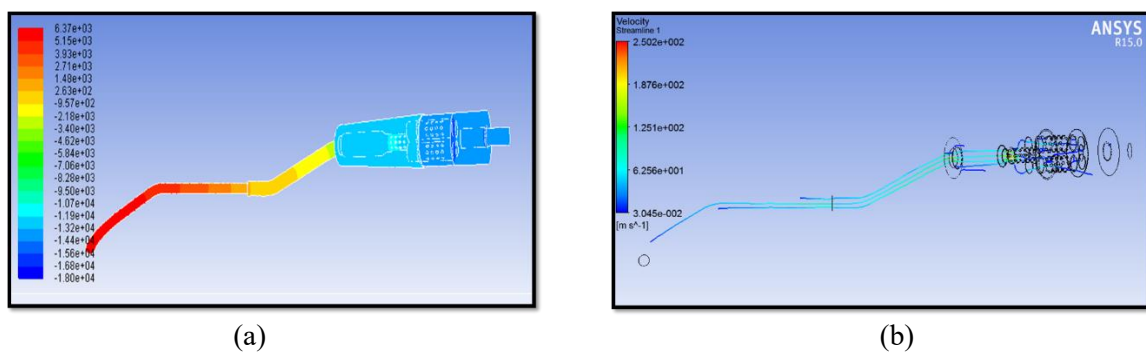 6.37e+03
5.15e+03
3.93e+03
2.71e+03
1.48e+03
2.63e+02
-9.57e+02
-2.18e+03
-3.40e+03
-4.62e+03
-5.84e+03
-7.06e+03
-8.28e+03
-9.50e+03
-1.07e+04
-1.19e+04
-1.32e+04
-1.44e+04
-1.56e+04
-1.68e+04
-1.80e+04
(a)
Velocity
Streamline 1
2.502e+002
1.876e+002
1.251e+002
6.256e+001
3.045e-002
[m s^-1]
ANSYS
R15.0
(b)